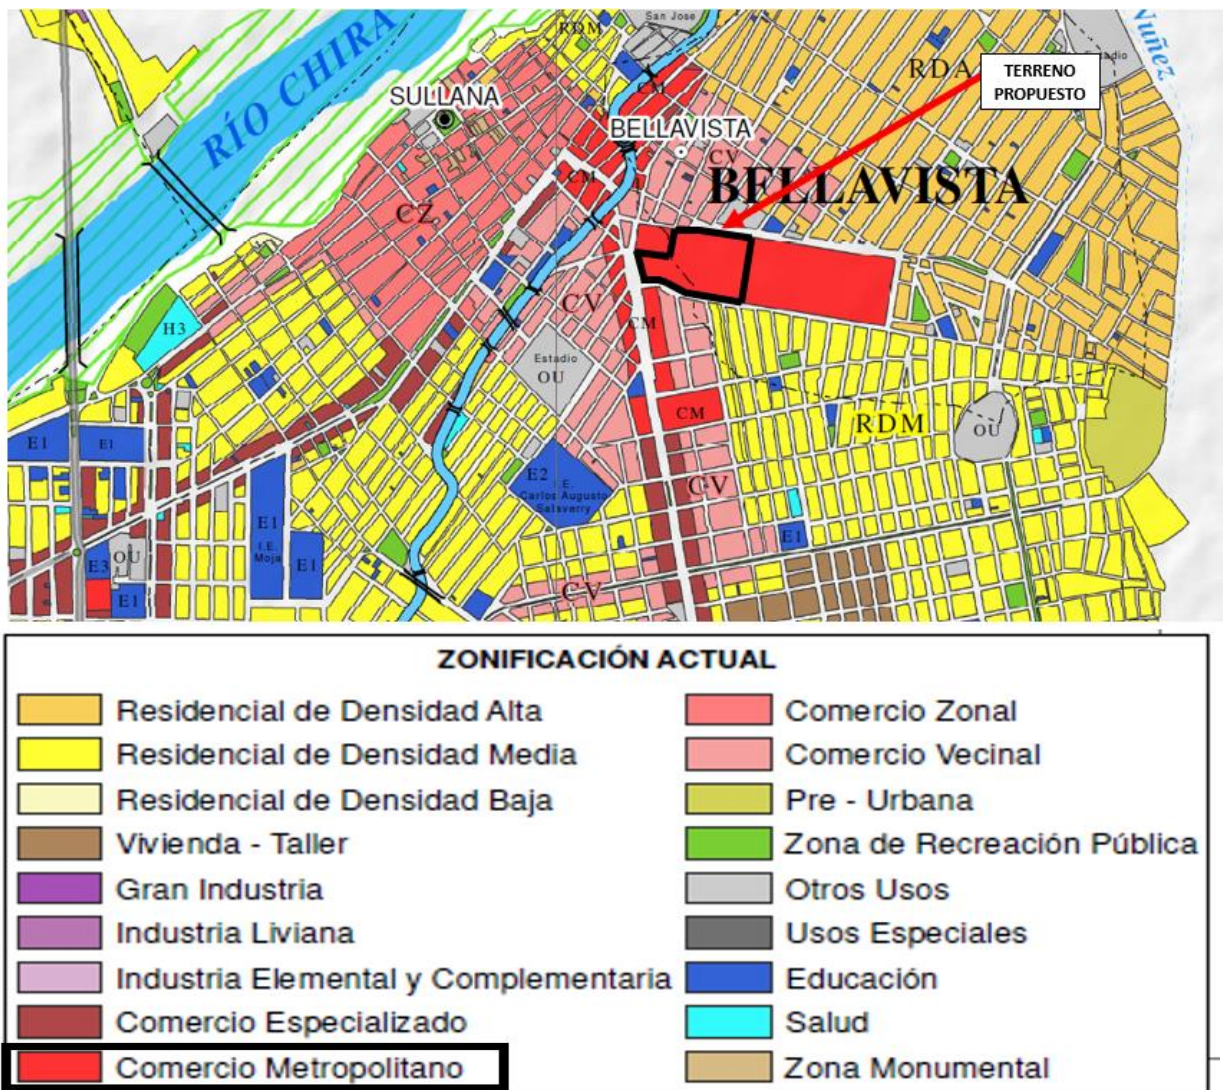 San Jose
RDM
Nuñez
RÍO CHIRA
RDA
TERRENO
PROPUESTO
SULLANA
CM
BELLAVISTA
CV
BELLAVISTA
CM
CZ
CV
H3
CM
Estadio
OU
CM
RDM
OU
E1
E1
E2
I.E.
Carlos Augusto
Salaverry
CV
E1
I.E.
E1
E1
OU
E3
E1
CV
ZONIFICACIÓN ACTUAL
Residencial de Densidad Alta
Residencial de Densidad Media
Residencial de Densidad Baja
Vivienda - Taller
Gran Industria
Industria Liviana
Industria Elemental y Complementaria
Comercio Especializado
Comercio Metropolitano
Comercio Zonal
Comercio Vecinal
Pre - Urbana
Zona de Recreación Pública
Otros Usos
Usos Especiales
Educación
Salud
Zona Monumental